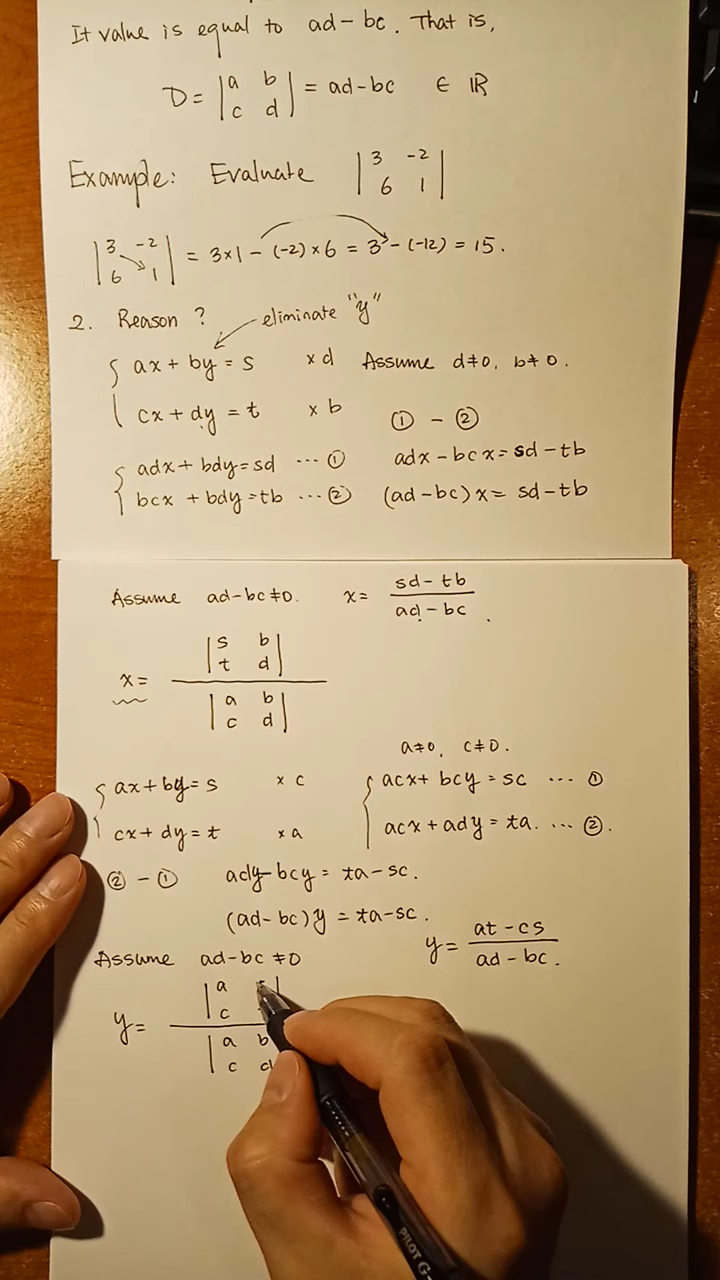 It value is equal to ad - bc. That is,
D = |a b| = ad - bc ∈ ℝ
|c d|
Example: Evaluate |3 -2|
|6 1|
|3 -2| = 3×1 - (-2)×6 = 3 - (-12) = 15.
|6 1|
2. Reason? eliminate "y"
{ ax + by = s ×d Assume d≠0, b≠0.
cx + dy = t ×b ① - ②
{ adx + bdy = sd ... ① adx - bcx = sd - tb
bcx + bdy = tb ... ② (ad - bc) x = sd - tb
Assume ad - bc ≠ 0. x = (sd - tb)/(ad - bc).
|s b|
|t d|
x =
|a b|
|c d|
a≠0, c≠0.
{ ax + by = s ×c { acx + bcy = sc ... ①
cx + dy = t ×a acx + ady = ta. ... ②.
② - ① ady - bcy = ta - sc.
(ad - bc) y = ta - sc.
Assume ad - bc ≠ 0 y = (at - cs)/(ad - bc).
|a
|c
y =
|a b
|c d
PILOT G-